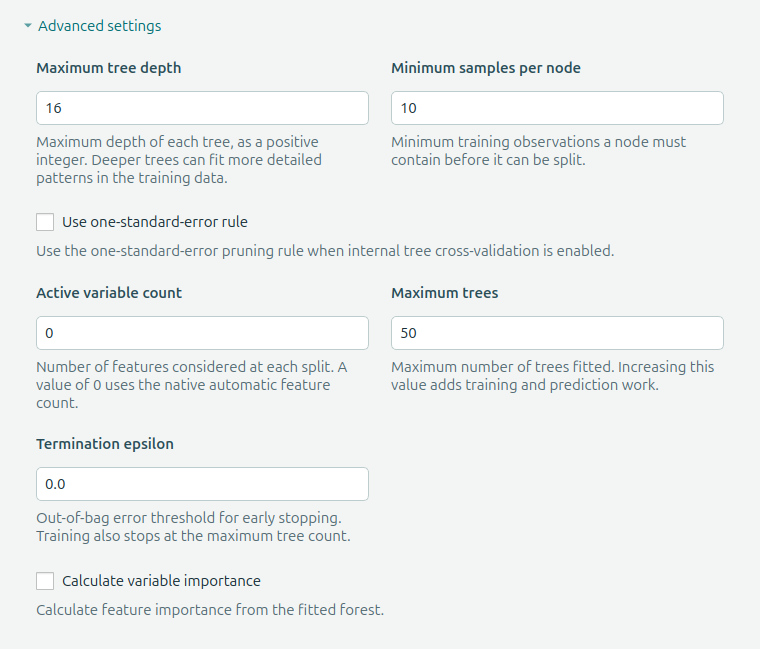 Advanced settings
Maximum tree depth
16
Maximum depth of each tree, as a positive
integer. Deeper trees can fit more detailed
patterns in the training data.
Minimum samples per node
10
Minimum training observations a node must
contain before it can be split.
Use one-standard-error rule
Use the one-standard-error pruning rule when internal tree cross-validation is enabled.
Active variable count
0
Number of features considered at each split. A
value of 0 uses the native automatic feature
count.
Maximum trees
50
Maximum number of trees fitted. Increasing this
value adds training and prediction work.
Termination epsilon
0.0
Out-of-bag error threshold for early stopping.
Training also stops at the maximum tree count.
Calculate variable importance
Calculate feature importance from the fitted forest.